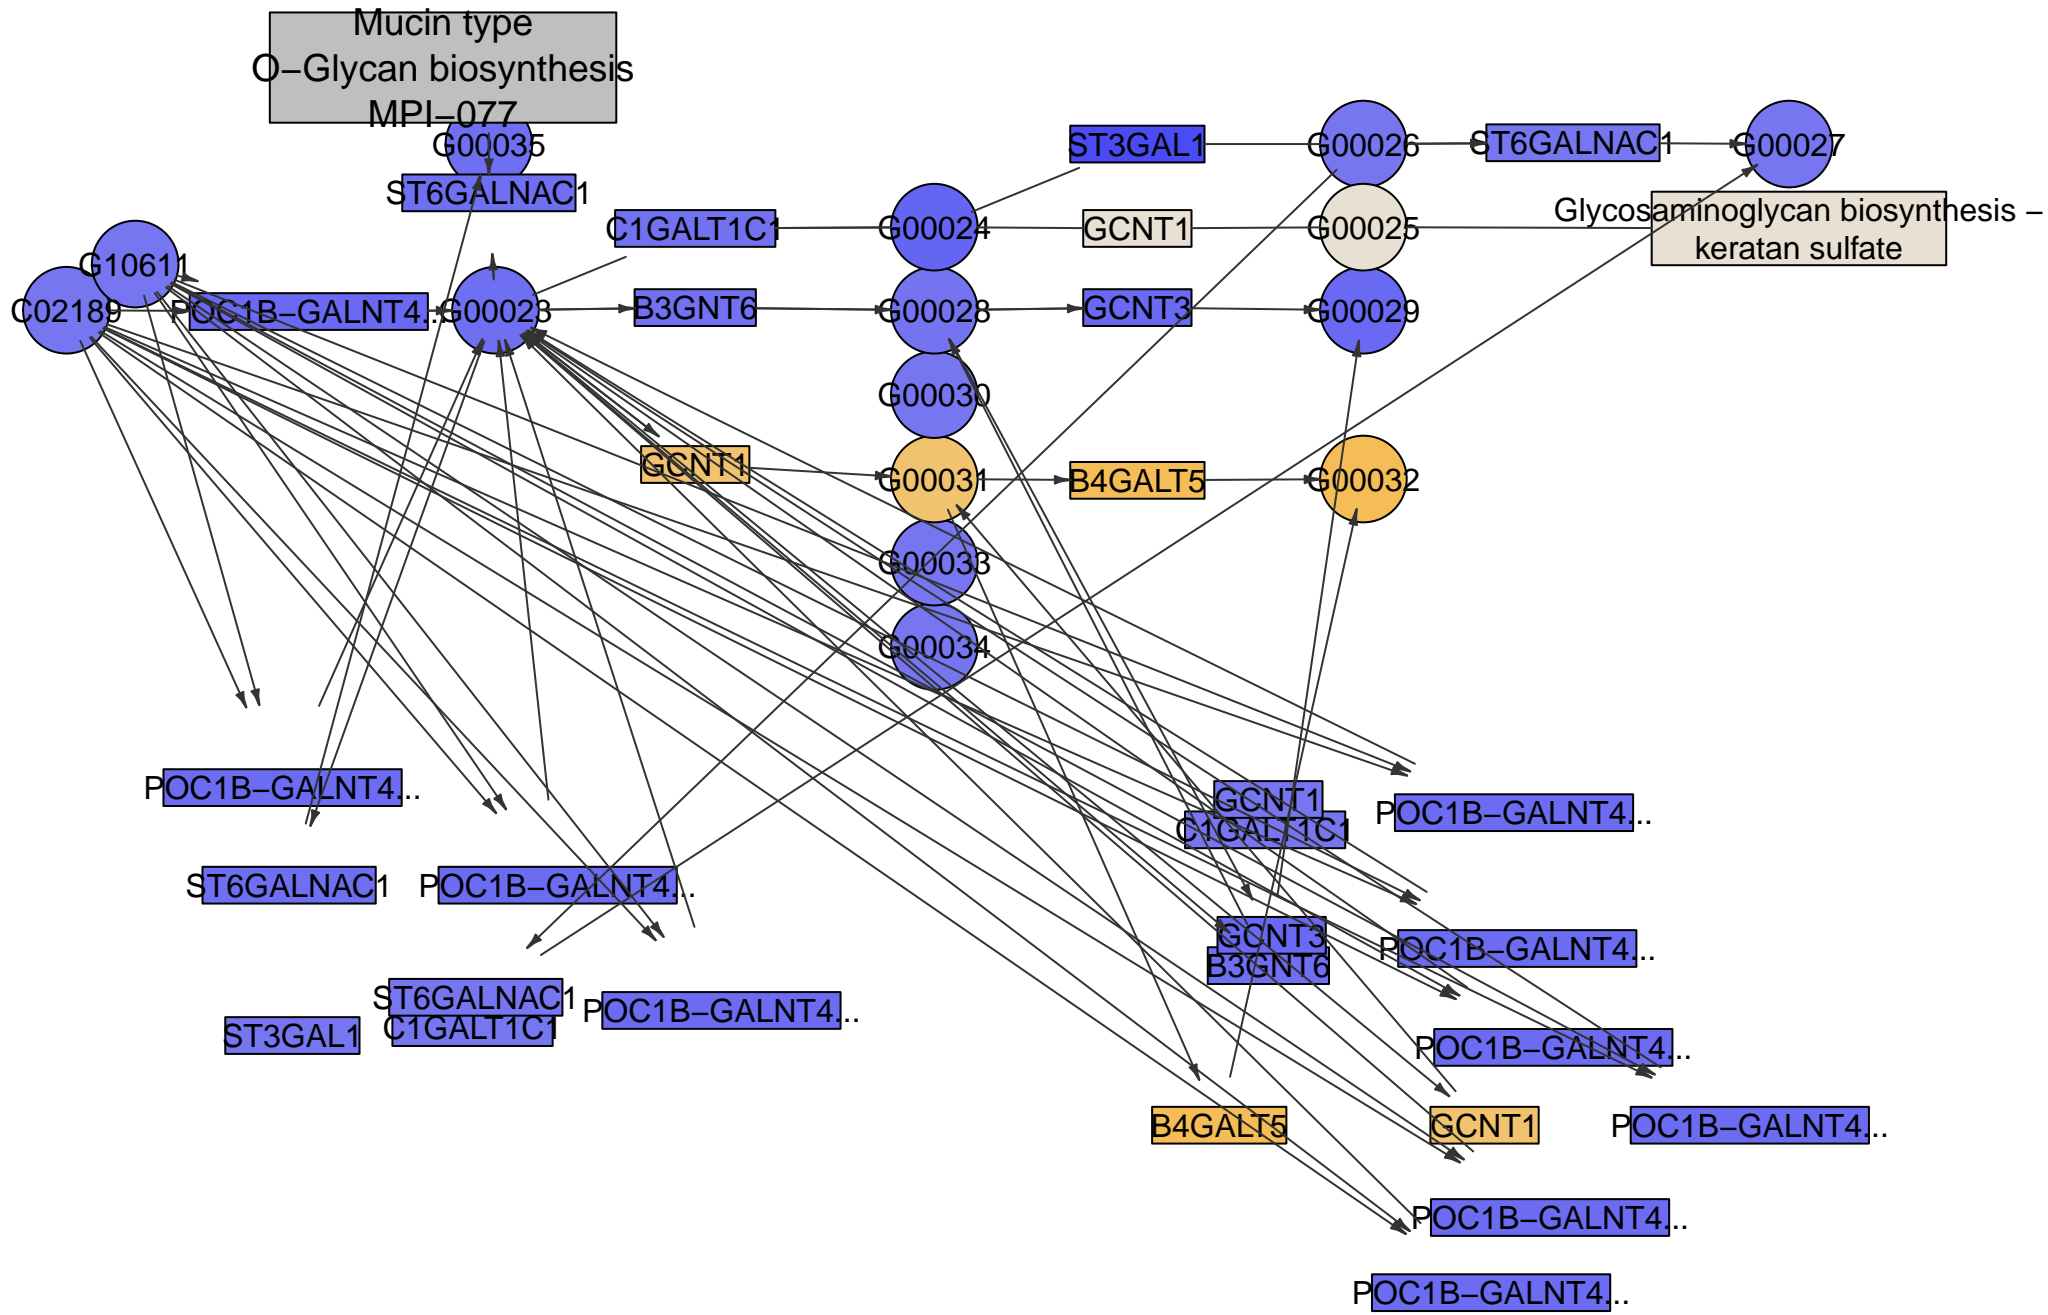 Mucin type
O–Glycan biosynthesis
MPI–077
G00035
ST6GALNAC1
ST3GAL1
G00026
ST6GALNAC1
G00027
C1GALT1C1
G00024
GCNT1
G00025
Glycosaminoglycan biosynthesis –
keratan sulfate
G10611
C02189
POC1B–GALNT4...
G00023
B3GNT6
G00028
GCNT3
G00029
G00030
GCNT1
G00031
B4GALT5
G00032
G00033
G00034
POC1B–GALNT4...
GCNT1
POC1B–GALNT4...
C1GALT1C1
ST6GALNAC1
POC1B–GALNT4...
GCNT3
POC1B–GALNT4...
B3GNT6
ST6GALNAC1
POC1B–GALNT4...
ST3GAL1
C1GALT1C1
POC1B–GALNT4...
B4GALT5
GCNT1
POC1B–GALNT4...
POC1B–GALNT4...
POC1B–GALNT4...